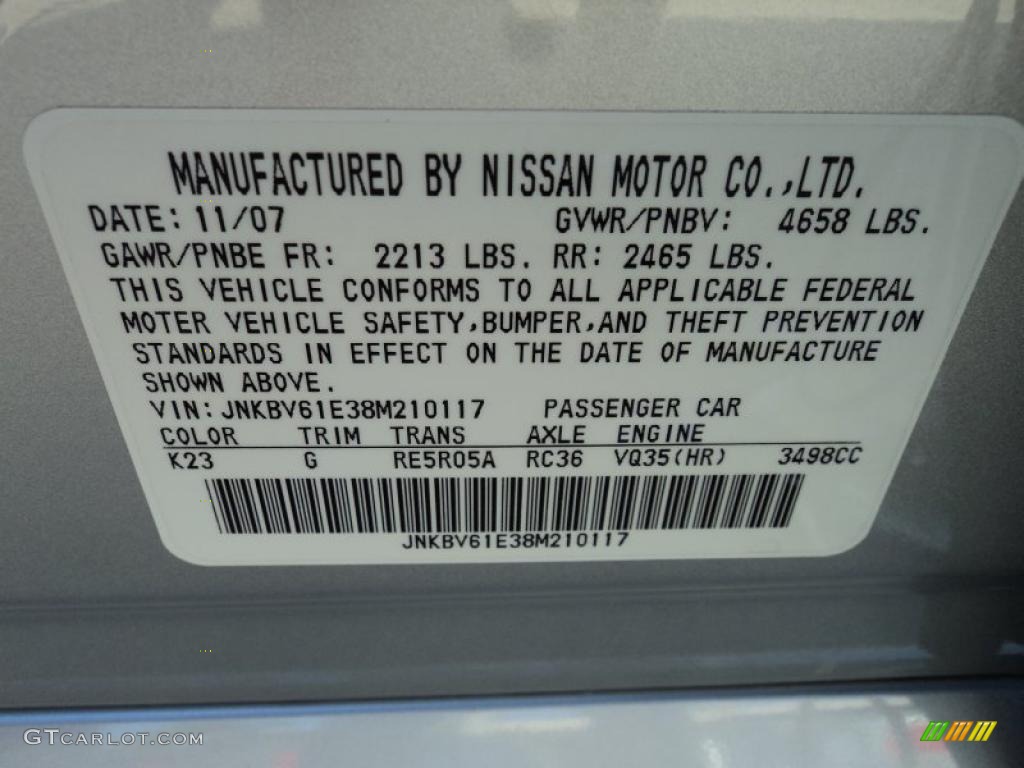 MANUFACTURED BY NISSAN MOTOR CO.,LTD.
DATE: 11/07 GVWR/PNBV: 4658 LBS.
GAWR/PNBE FR: 2213 LBS. RR: 2465 LBS.
THIS VEHICLE CONFORMS TO ALL APPLICABLE FEDERAL
MOTER VEHICLE SAFETY,BUMPER,AND THEFT PREVENTION
STANDARDS IN EFFECT ON THE DATE OF MANUFACTURE
SHOWN ABOVE.
VIN:JNKBV61E38M210117 PASSENGER CAR
COLOR TRIM TRANS AXLE ENGINE
K23 G RE5R05A RC36 VQ35(HR) 3498CC
JNKBV61E38M210117
GTCARLOT.COM